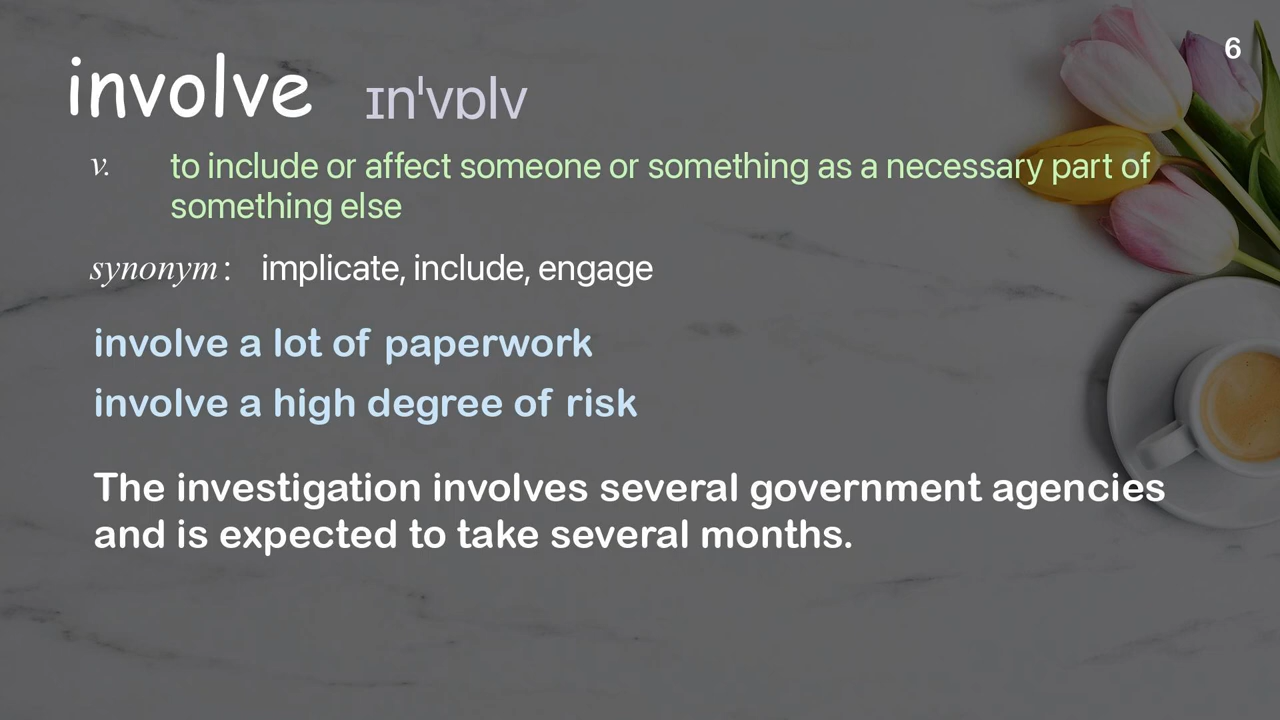 6
involve ɪnˈvɒlv
v. to include or affect someone or something as a necessary part of
something else
synonym: implicate, include, engage
involve a lot of paperwork
involve a high degree of risk
The investigation involves several government agencies
and is expected to take several months.